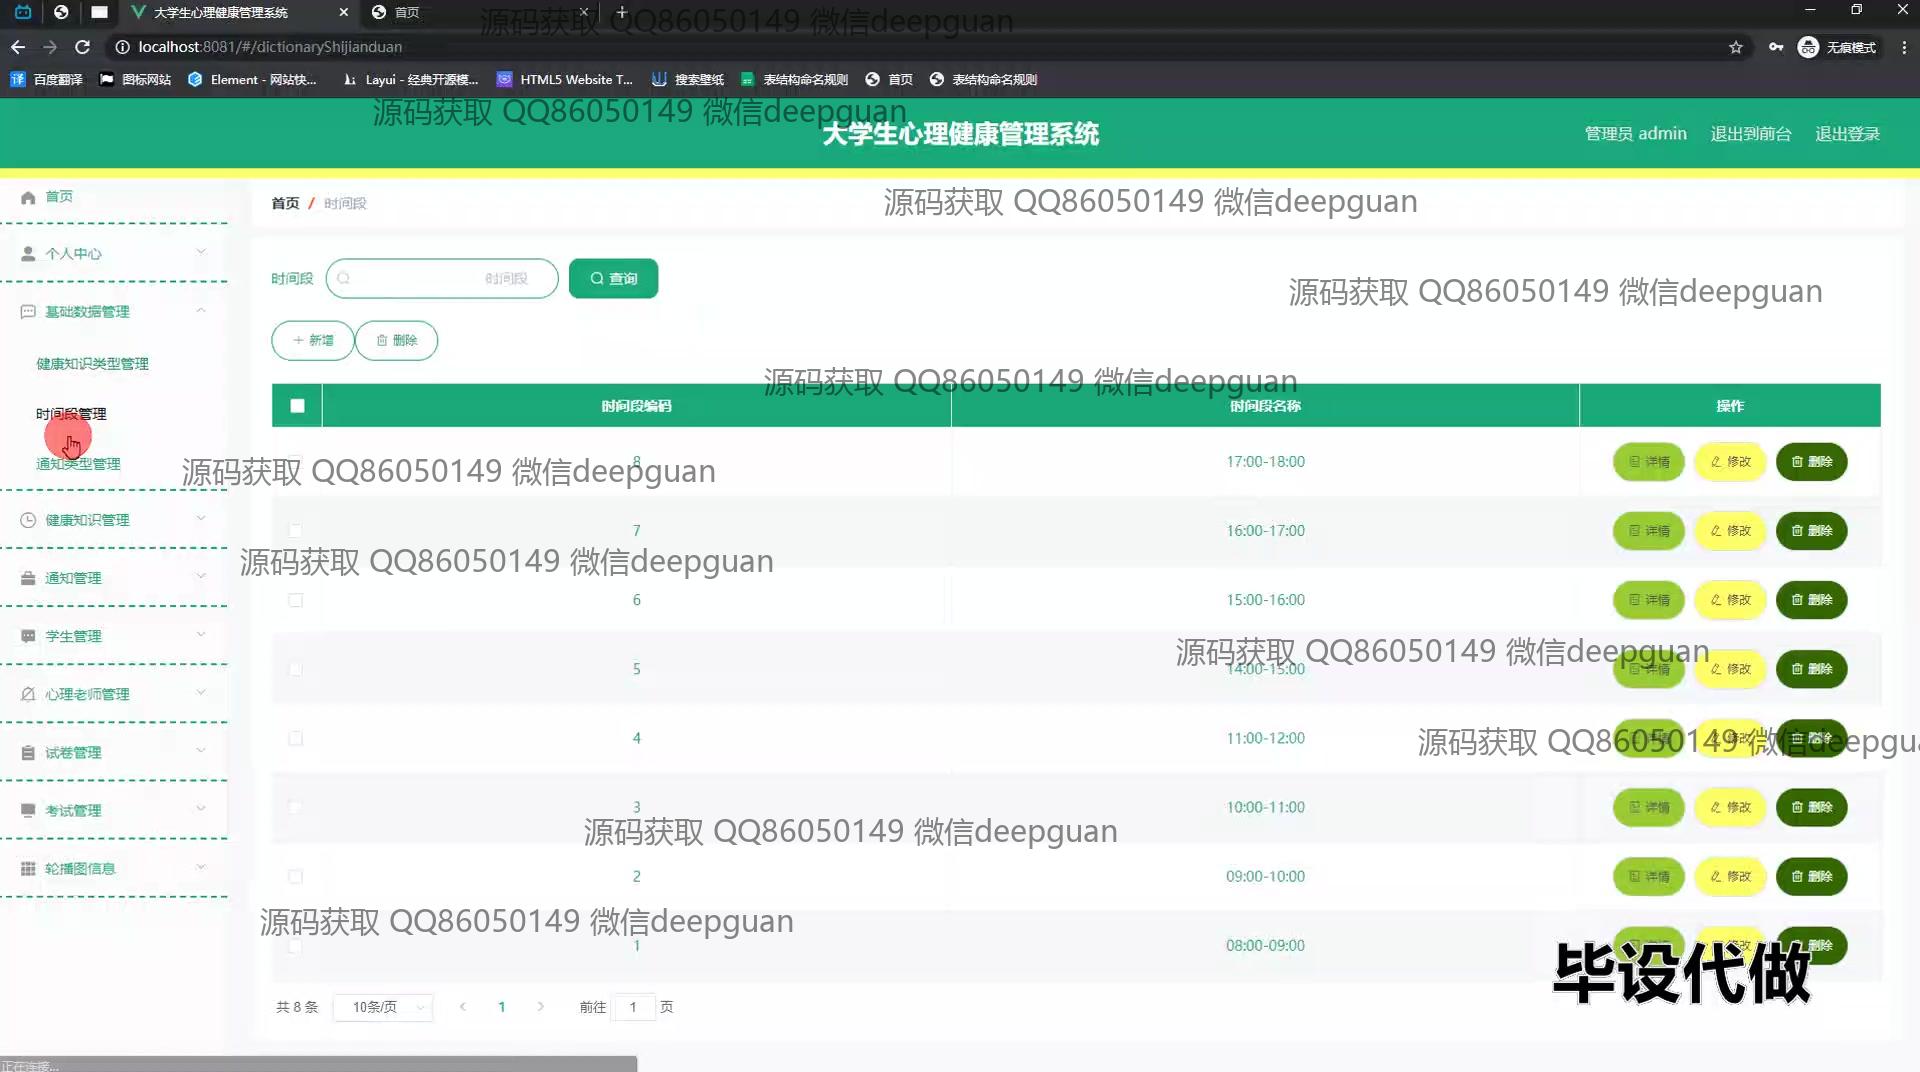 大学生心理健康管理系统
首页
localhost:8081/#/dictionaryShijianduan
无痕模式
百度翻译
图标网站
Element - 网站快...
Layui - 经典开源模...
HTML5 Website T...
搜索壁纸
表结构命名规则
首页
表结构命名规则
源码获取 QQ86050149 微信deepguan
源码获取 QQ86050149 微信deepguan
大学生心理健康管理系统
管理员 admin
退出到前台
退出登录
首页
个人中心
基础数据管理
健康知识类型管理
时间段管理
通知类型管理
健康知识管理
通知管理
学生管理
心理老师管理
试卷管理
考试管理
轮播图信息
首页 / 时间段
源码获取 QQ86050149 微信deepguan
时间段 时间段 查询
源码获取 QQ86050149 微信deepguan
新增 删除
源码获取 QQ86050149 微信deepguan
时间段编码 时间段名称 操作
8 17:00-18:00 详情 修改 删除
源码获取 QQ86050149 微信deepguan
7 16:00-17:00 详情 修改 删除
源码获取 QQ86050149 微信deepguan
6 15:00-16:00 详情 修改 删除
源码获取 QQ86050149 微信deepguan
5 14:00-15:00 详情 修改 删除
4 11:00-12:00 详情 修改 删除
源码获取 QQ86050149 微信deepgua
3 10:00-11:00 详情 修改 删除
源码获取 QQ86050149 微信deepguan
2 09:00-10:00 详情 修改 删除
源码获取 QQ86050149 微信deepguan
1 08:00-09:00 详情 修改 删除
毕设代做
共 8 条 10条/页 1 前往 1 页
正在连接...